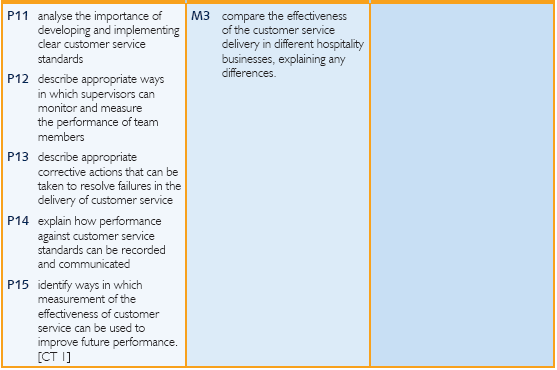 P11 analyse the importance of
developing and implementing
clear customer service
standards
P12 describe appropriate ways
in which supervisors can
monitor and measure
the performance of team
members
P13 describe appropriate
corrective actions that can be
taken to resolve failures in the
delivery of customer service
P14 explain how performance
against customer service
standards can be recorded
and communicated
P15 identify ways in which
measurement of the
effectiveness of customer
service can be used to
improve future performance.
[CT 1]
M3 compare the effectiveness
of the customer service
delivery in different hospitality
businesses, explaining any
differences.